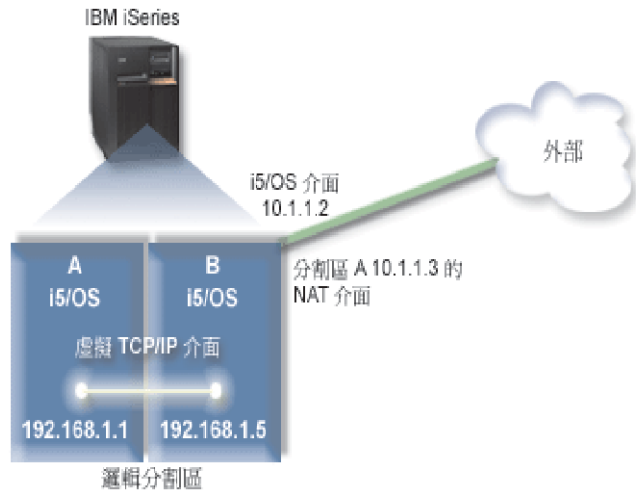 IBM iSeries
外部
i5/OS 介面
10.1.1.2
A
i5/OS
B
i5/OS
分割區 A 10.1.1.3 的
NAT 介面
虛擬 TCP/IP 介面
192.168.1.1
192.168.1.5
邏輯分割區